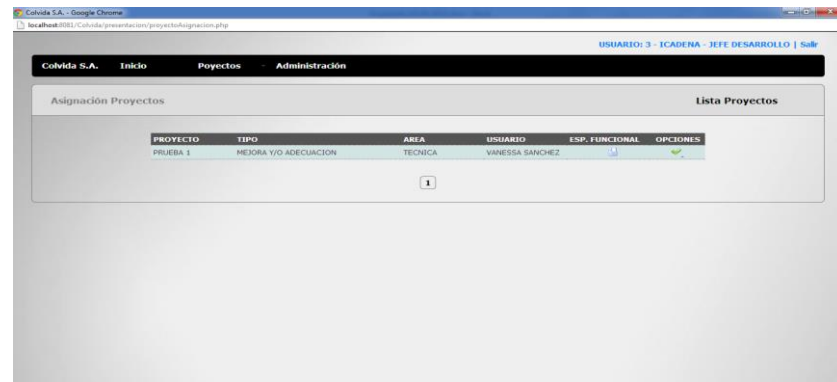 Colvida S.A. - Google Chrome
localhost:8081/Colvida/presentacion/proyectoAsignacion.php
USUARIO: 3 - ICADENA - JEFE DESARROLLO | Salir
Colvida S.A. Inicio Poyectos - Administración
Asignación Proyectos Lista Proyectos
PROYECTO TIPO AREA USUARIO ESP. FUNCIONAL OPCIONES
PRUEBA 1 MEJORA Y/O ADECUACION TECNICA VANESSA SANCHEZ
1